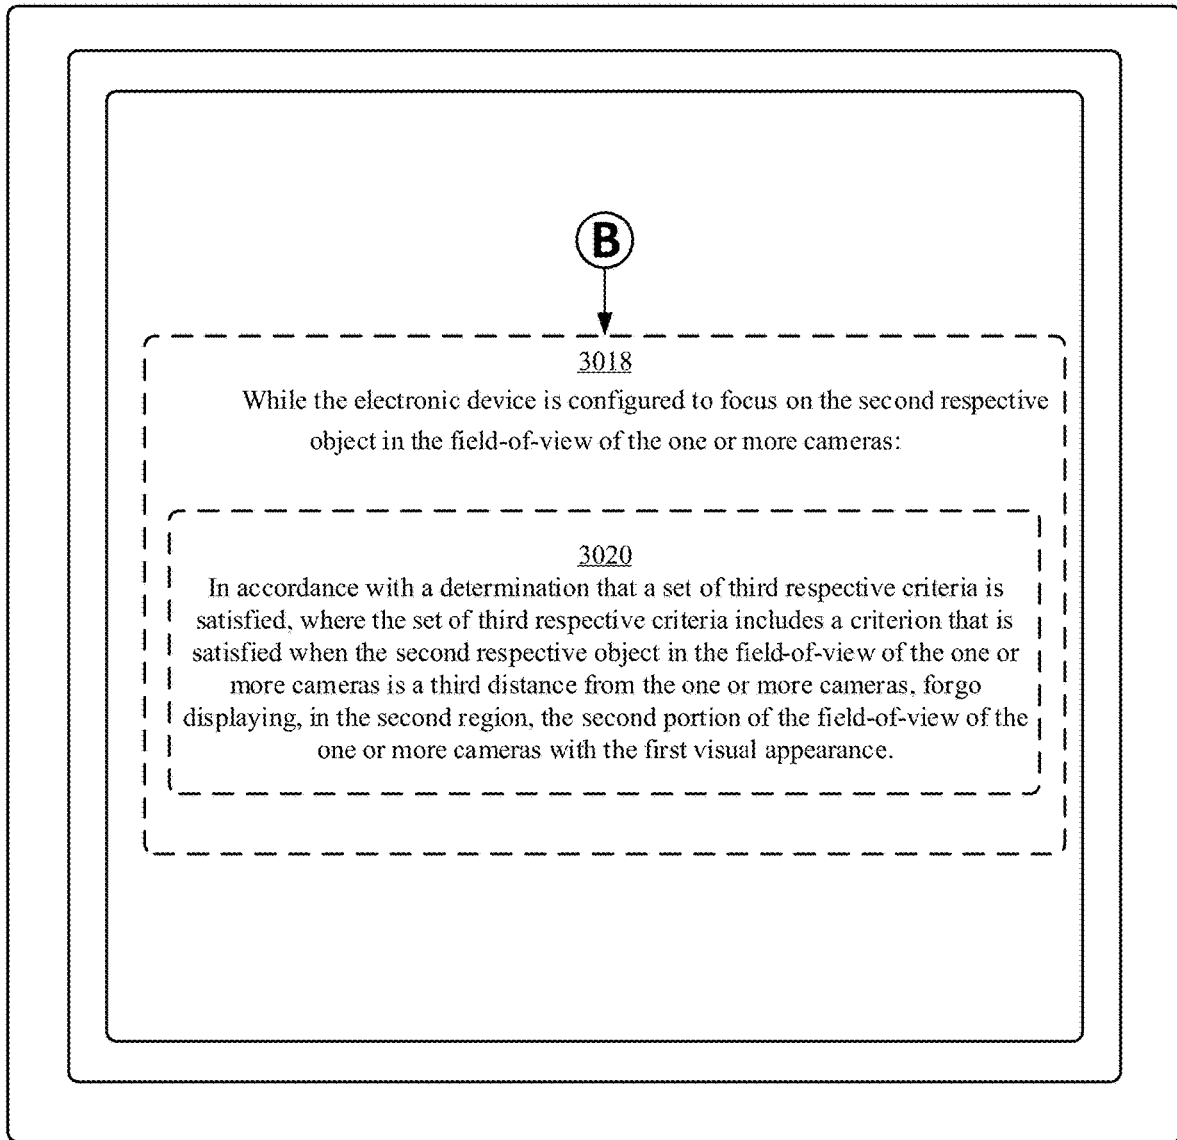 B
3018
While the electronic device is configured to focus on the second respective
object in the field-of-view of the one or more cameras:
3020
In accordance with a determination that a set of third respective criteria is
satisfied, where the set of third respective criteria includes a criterion that is
satisfied when the second respective object in the field-of-view of the one or
more cameras is a third distance from the one or more cameras, forgo
displaying, in the second region, the second portion of the field-of-view of the
one or more cameras with the first visual appearance.